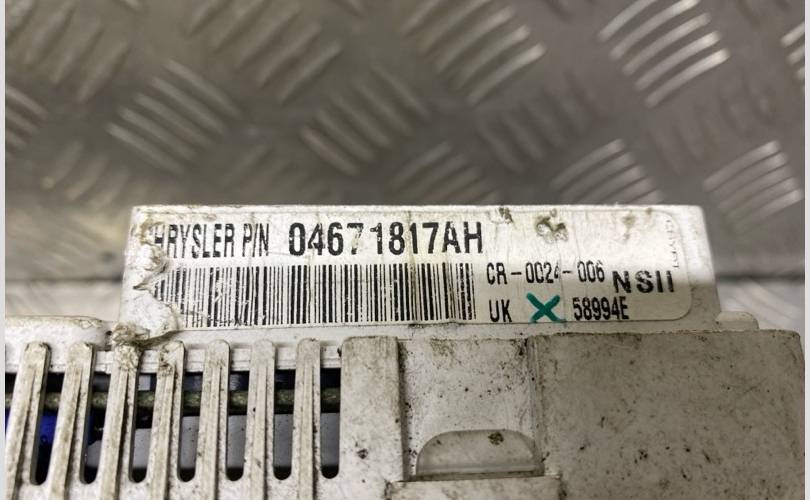 HRYSLER P/N 04671817AH
CR-0024-006 NSII
UK 58994E